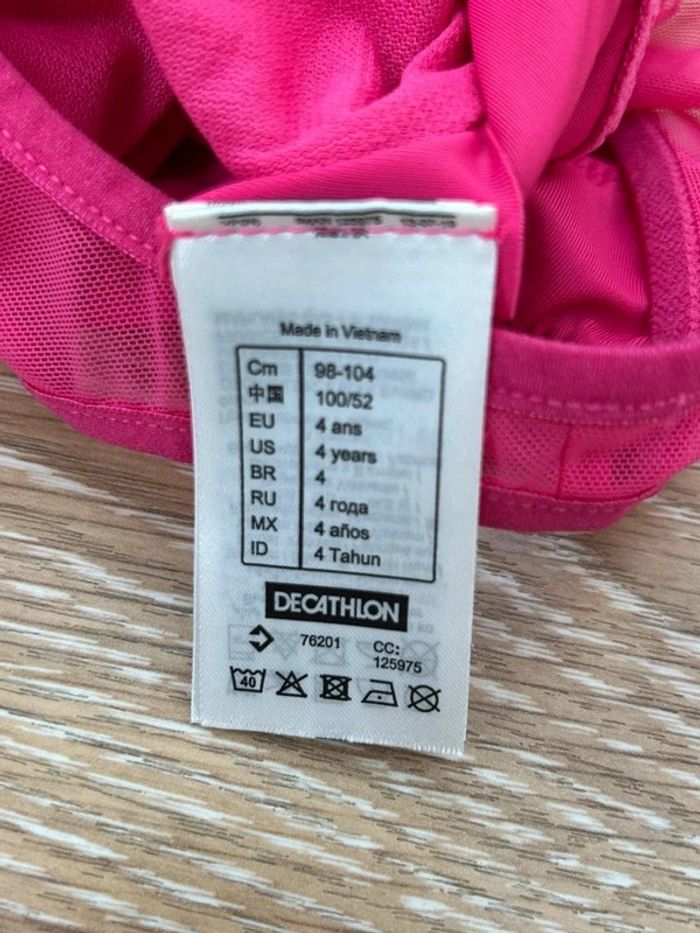 Made in Vietnam
Cm 98-104
中国 100/52
EU 4 ans
US 4 years
BR 4
RU 4 года
MX 4 años
ID 4 Tahun
DECATHLON
76201 CC:
125975
40